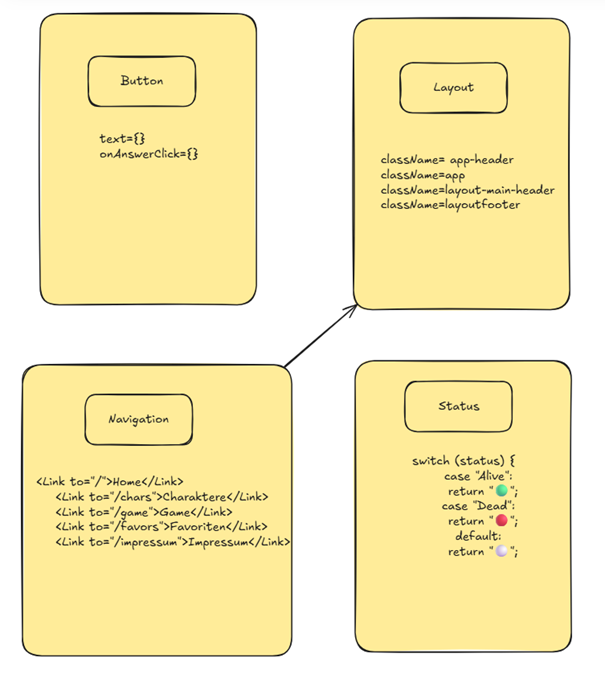 Button
text={}
onAnswerClick={}
Layout
className= app-header
className=app
className=layout-main-header
className=layoutfooter
Navigation
<Link to="/">Home</Link>
<Link to="/chars">Charaktere</Link>
<Link to="/game">Game</Link>
<Link to="/favors">Favoriten</Link>
<Link to="/impressum">Impressum</Link>
Status
switch (status) {
case "Alive":
return "🟢";
case "Dead":
return "🔴";
default:
return "⚪";